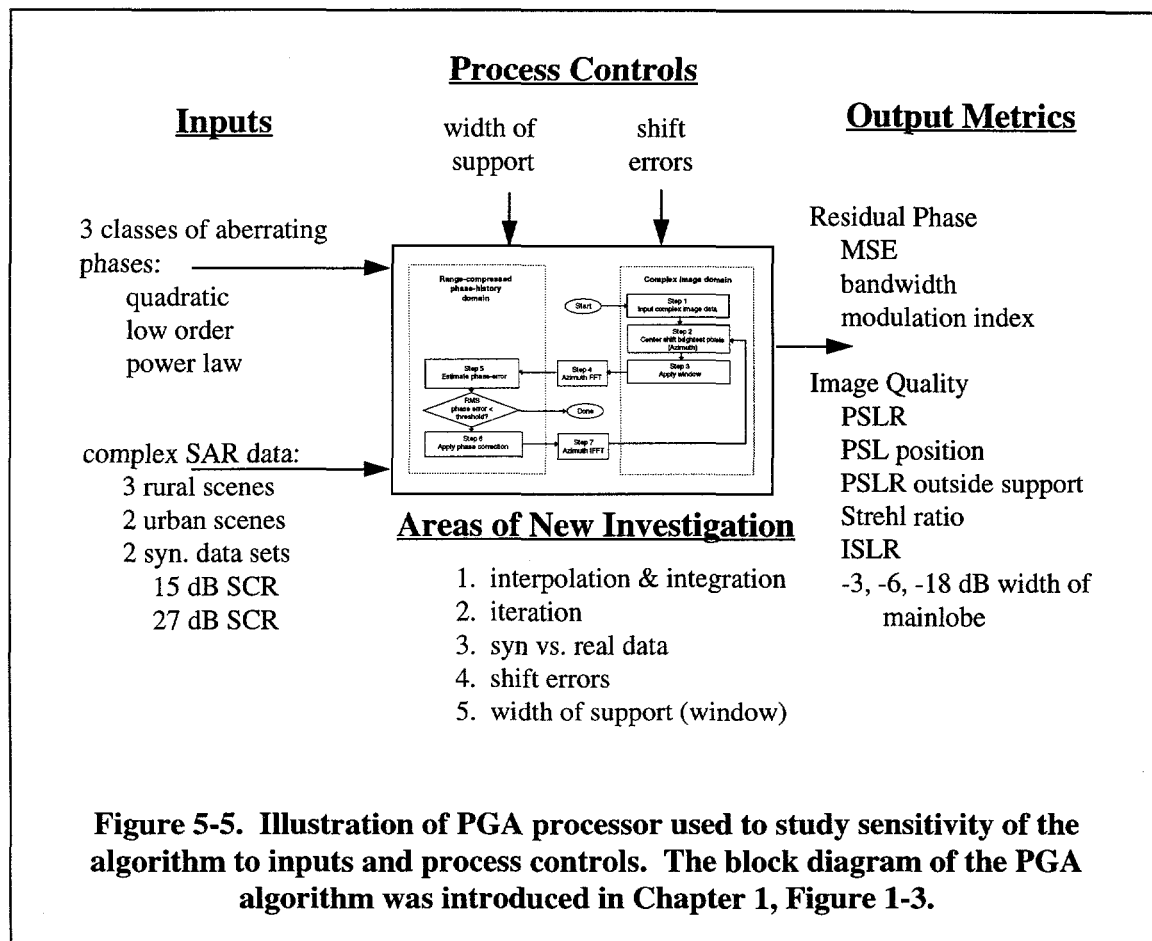 Process Controls
Inputs
width of
support
shift
errors
Output Metrics
3 classes of aberrating
phases:
quadratic
low order
power law
complex SAR data:
3 rural scenes
2 urban scenes
2 syn. data sets
15 dB SCR
27 dB SCR
Range-compressed
phase-history
domain
Complex image domain
Start
Step 1
Input complex image data
Step 2
Center shift brightest pixels
(Azimuth)
Step 3
Apply window
Step 4
Azimuth FFT
Step 5
Estimate phase-error
RMS
phase error <
threshold?
Done
Step 6
Apply phase correction
Step 7
Azimuth IFFT
Residual Phase
MSE
bandwidth
modulation index
Image Quality
PSLR
PSL position
PSLR outside support
Strehl ratio
ISLR
-3, -6, -18 dB width of
mainlobe
Areas of New Investigation
1. interpolation & integration
2. iteration
3. syn vs. real data
4. shift errors
5. width of support (window)
Figure 5-5. Illustration of PGA processor used to study sensitivity of the
algorithm to inputs and process controls. The block diagram of the PGA
algorithm was introduced in Chapter 1, Figure 1-3.